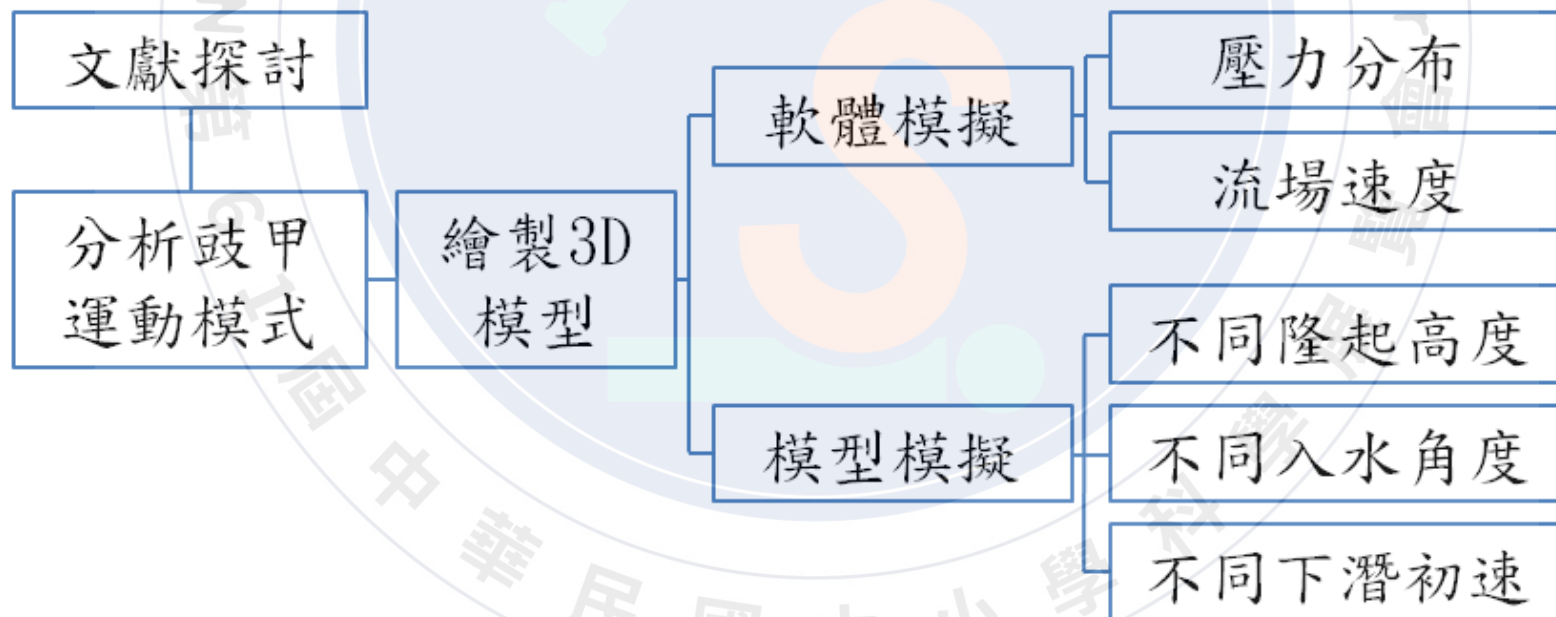 文獻探討
分析豉甲
運動模式
繪製3D
模型
軟體模擬
壓力分布
流場速度
模型模擬
不同隆起高度
不同入水角度
不同下潛初速